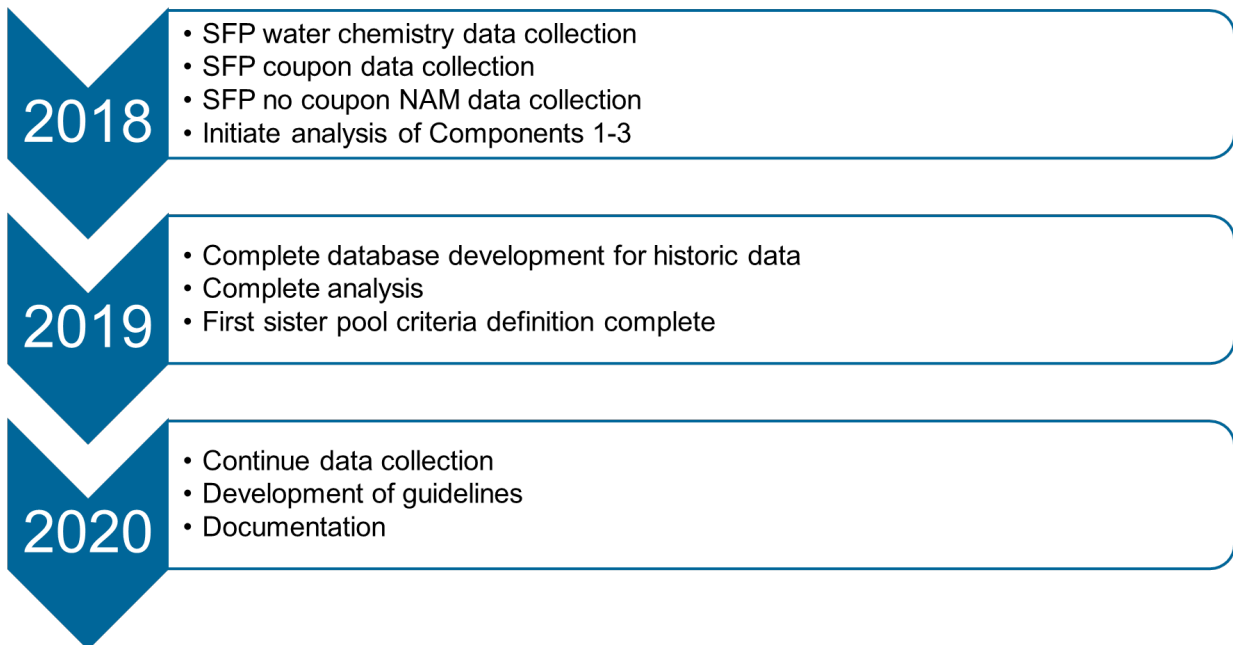 2018
• SFP water chemistry data collection
• SFP coupon data collection
• SFP no coupon NAM data collection
• Initiate analysis of Components 1-3
2019
• Complete database development for historic data
• Complete analysis
• First sister pool criteria definition complete
2020
• Continue data collection
• Development of guidelines
• Documentation